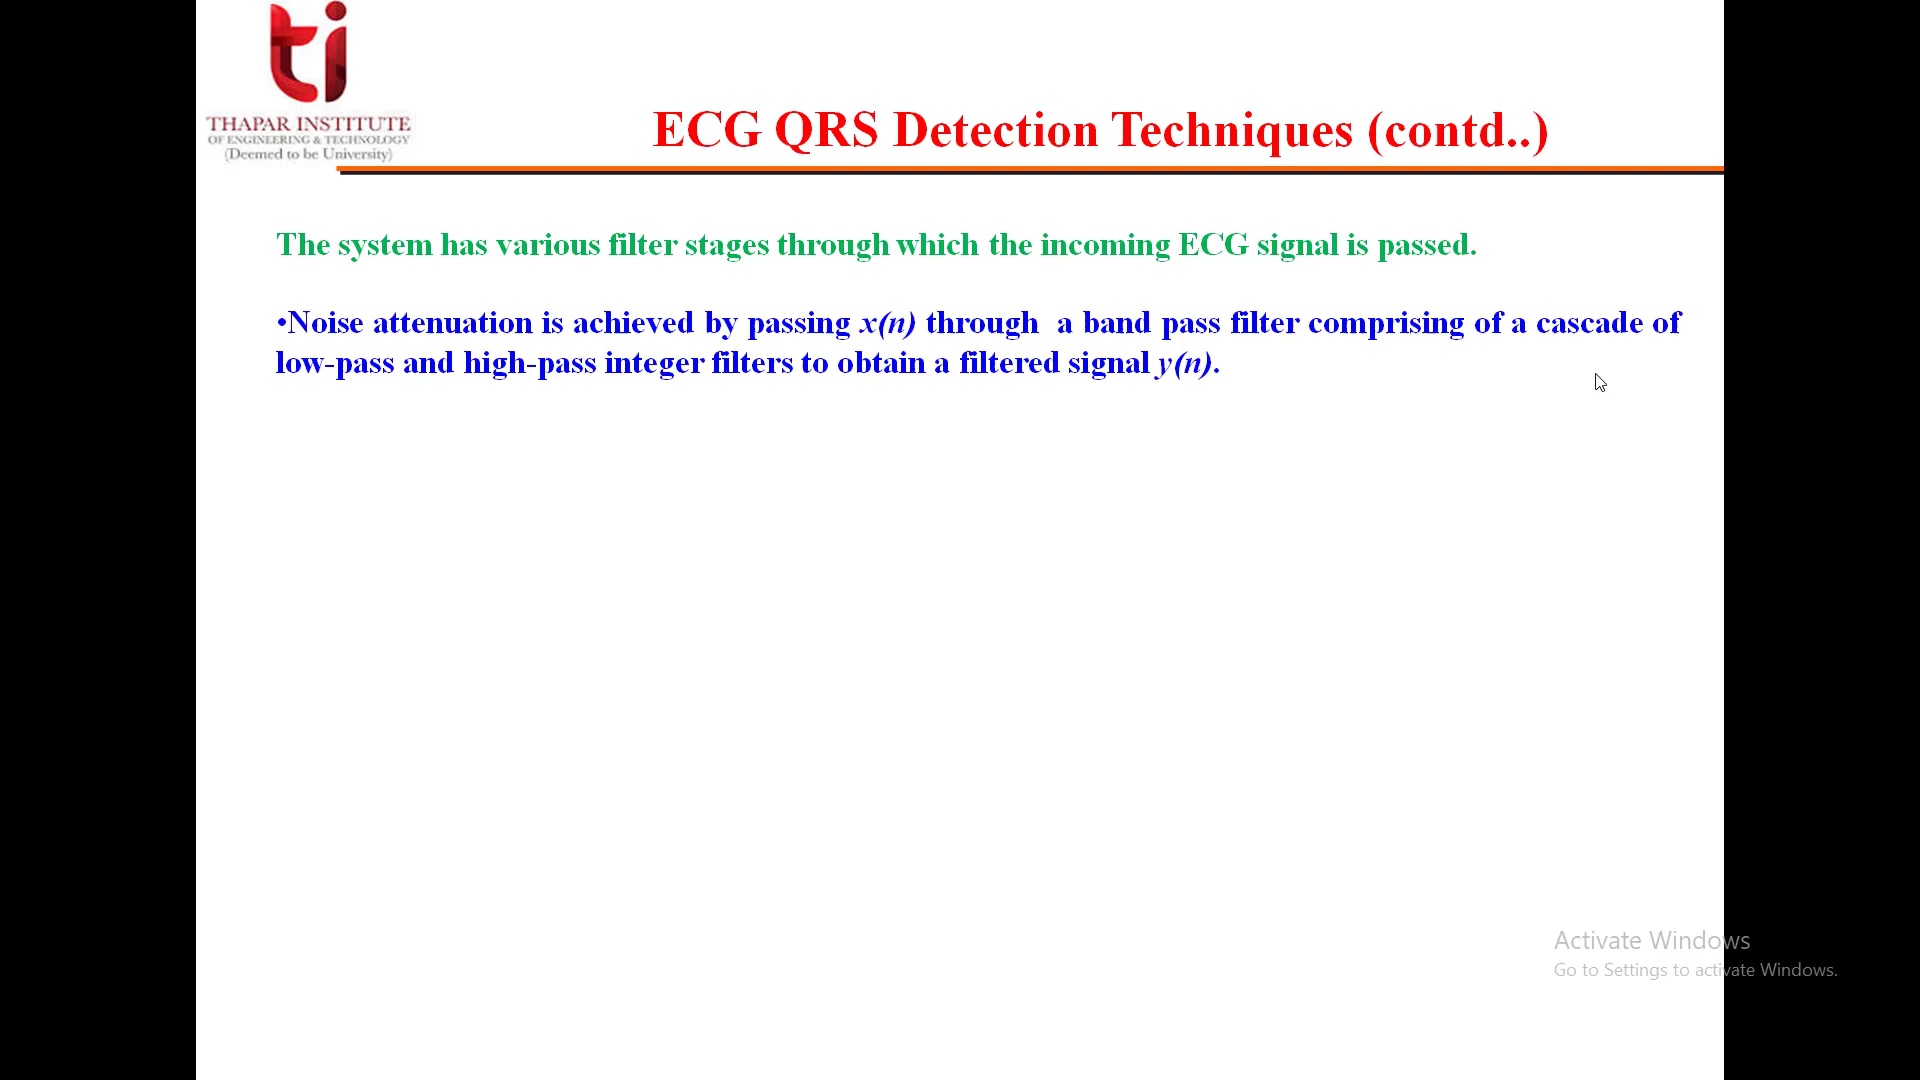 THAPAR INSTITUTE
OF ENGINEERING & TECHNOLOGY
(Deemed to be University)
ECG QRS Detection Techniques (contd..)
The system has various filter stages through which the incoming ECG signal is passed.
•Noise attenuation is achieved by passing x(n) through a band pass filter comprising of a cascade of
low-pass and high-pass integer filters to obtain a filtered signal y(n).
Activate Windows
Go to Settings to activate Windows.